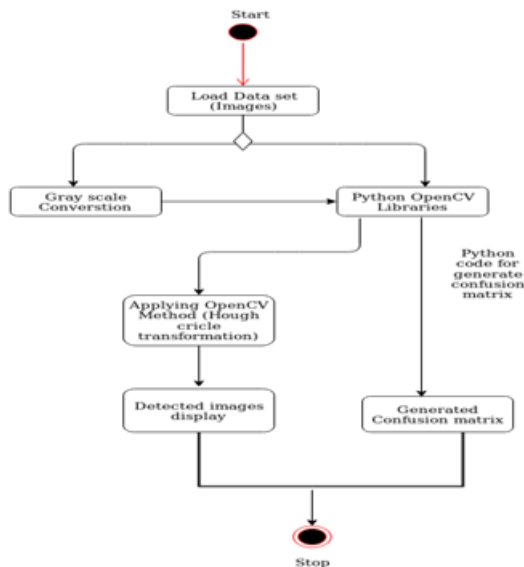 Start
Load Data set
(Images)
Gray scale
Converstion
Python OpenCV
Libraries
Python
code for
generate
confusion
matrix
Applying OpenCV
Method (Hough
cricle
transformation)
Detected images
display
Generated
Confusion matrix
Stop